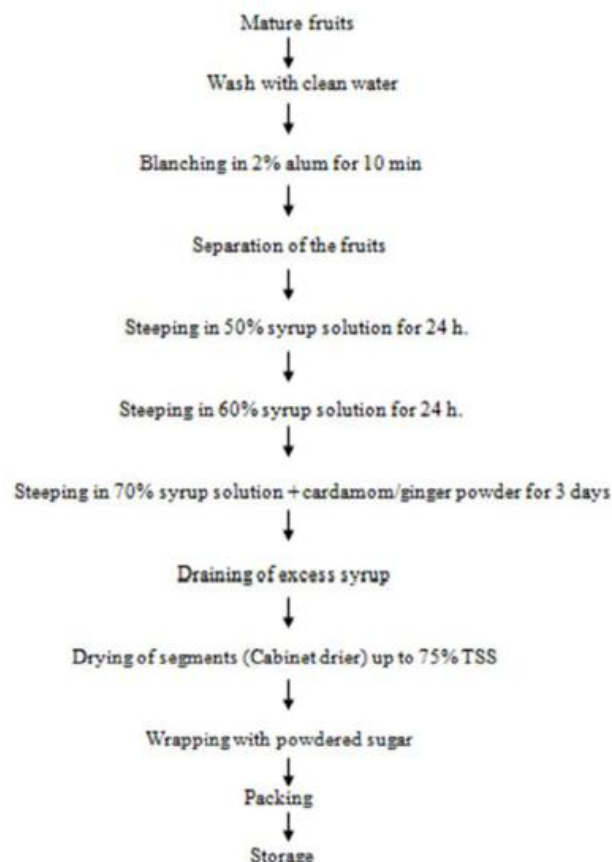 Mature fruits
Wash with clean water
Blanching in 2% alum for 10 min
Separation of the fruits
Steeping in 50% syrup solution for 24 h.
Steeping in 60% syrup solution for 24 h.
Steeping in 70% syrup solution + cardamom/ginger powder for 3 days
Draining of excess syrup
Drying of segments (Cabinet drier) up to 75% TSS
Wrapping with powdered sugar
Packing
Storage